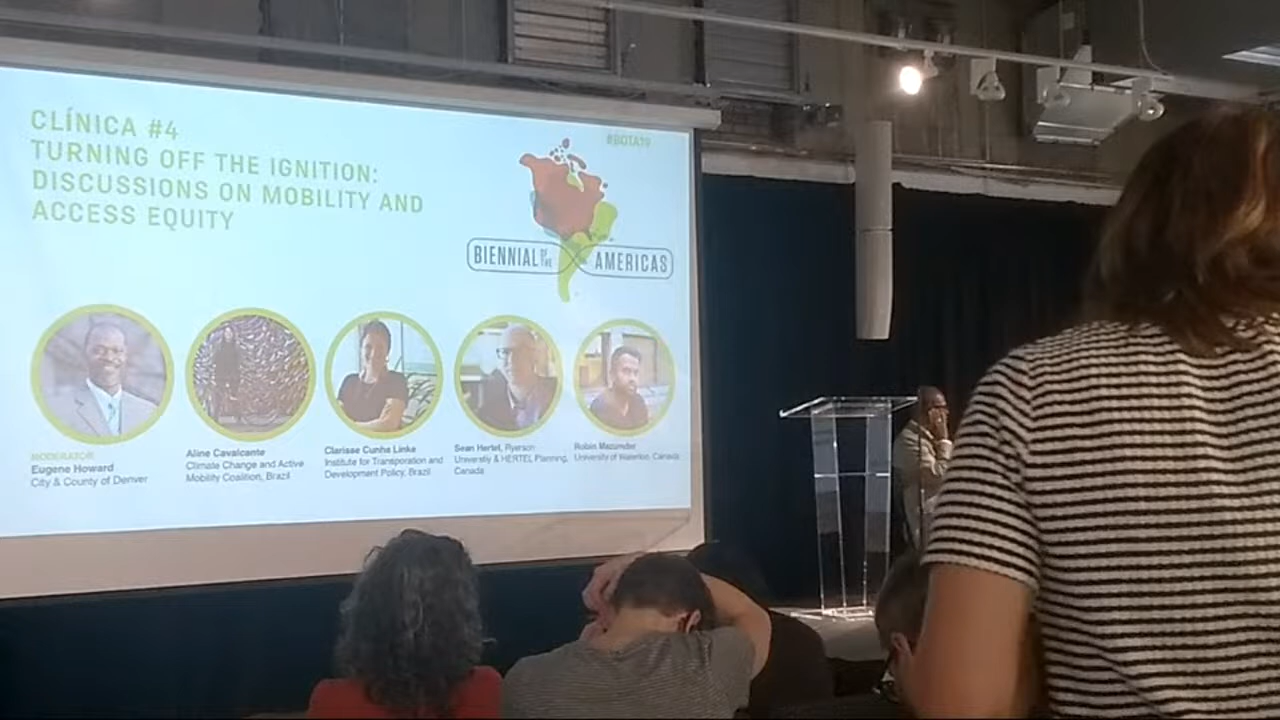 CLÍNICA #4
TURNING OFF THE IGNITION:
DISCUSSIONS ON MOBILITY AND
ACCESS EQUITY
#BOTA19
BIENNIAL OF THE AMERICAS
MODERATOR:
Eugene Howard
City & County of Denver
Aline Cavalcante
Climate Change and Active
Mobility Coalition, Brazil
Clarisse Cunha Linke
Institute for Transporation and
Development Policy, Brazil
Sean Hertel, Ryerson
University & HERTEL Planning,
Canada
Robin Mazumder
University of Waterloo, Canada